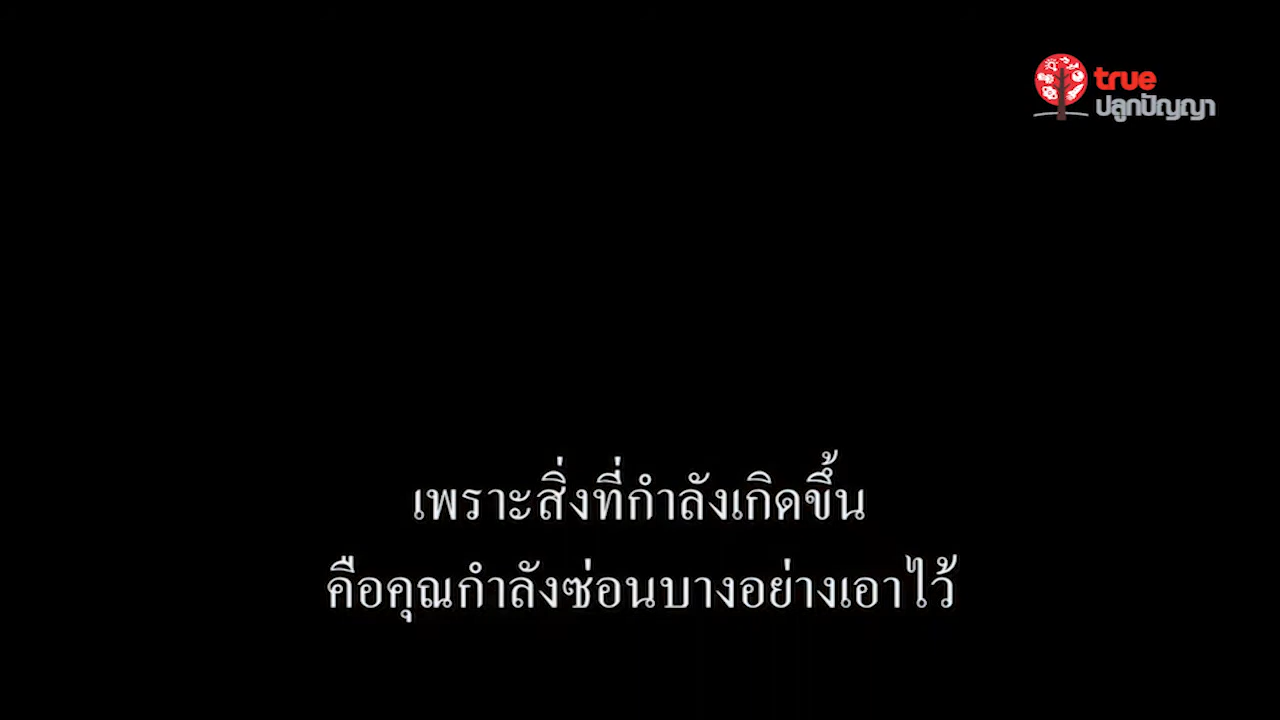 true
ปลูกปัญญา
เพราะสิ่งที่กำลังเกิดขึ้น
คือคุณกำลังซ่อนบางอย่างเอาไว้